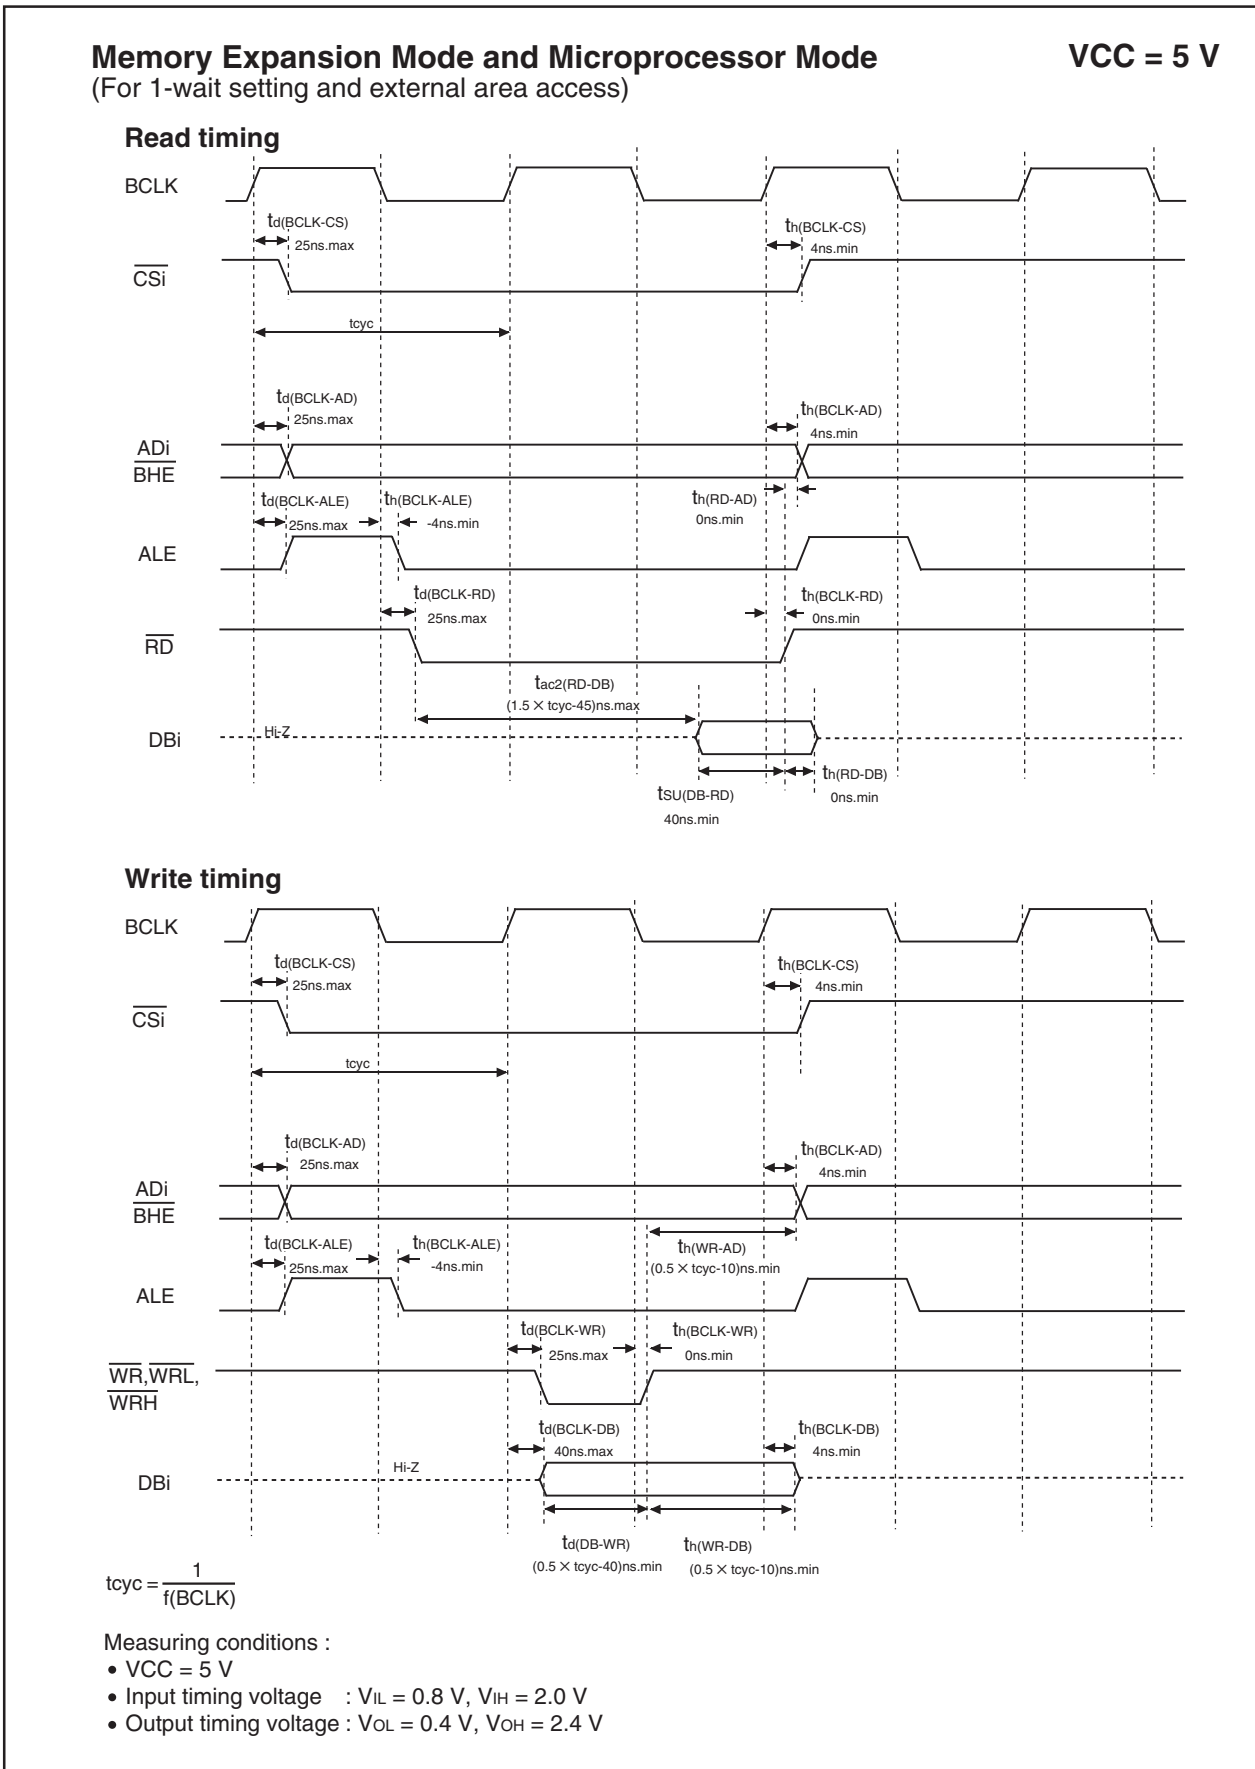 Memory Expansion Mode and Microprocessor Mode VCC = 5 V
(For 1-wait setting and external area access)
Read timing
BCLK
td(BCLK-CS)
25ns.max
th(BCLK-CS)
4ns.min
CSi
tcyc
td(BCLK-AD)
25ns.max
th(BCLK-AD)
4ns.min
ADi
BHE
td(BCLK-ALE)
25ns.max
th(BCLK-ALE)
-4ns.min
th(RD-AD)
0ns.min
ALE
td(BCLK-RD)
25ns.max
th(BCLK-RD)
0ns.min
RD
tac2(RD-DB)
(1.5 × tcyc-45)ns.max
DBi
Hi-Z
tSU(DB-RD)
40ns.min
th(RD-DB)
0ns.min
Write timing
BCLK
td(BCLK-CS)
25ns.max
th(BCLK-CS)
4ns.min
CSi
tcyc
td(BCLK-AD)
25ns.max
th(BCLK-AD)
4ns.min
ADi
BHE
td(BCLK-ALE)
25ns.max
th(BCLK-ALE)
-4ns.min
th(WR-AD)
(0.5 × tcyc-10)ns.min
ALE
td(BCLK-WR)
25ns.max
th(BCLK-WR)
0ns.min
WR,WRL,
WRH
td(BCLK-DB)
40ns.max
th(BCLK-DB)
4ns.min
Hi-Z
DBi
td(DB-WR)
(0.5 × tcyc-40)ns.min
th(WR-DB)
(0.5 × tcyc-10)ns.min
tcyc = 1
f(BCLK)
Measuring conditions :
• VCC = 5 V
• Input timing voltage : VIL = 0.8 V, VIH = 2.0 V
• Output timing voltage : VOL = 0.4 V, VOH = 2.4 V